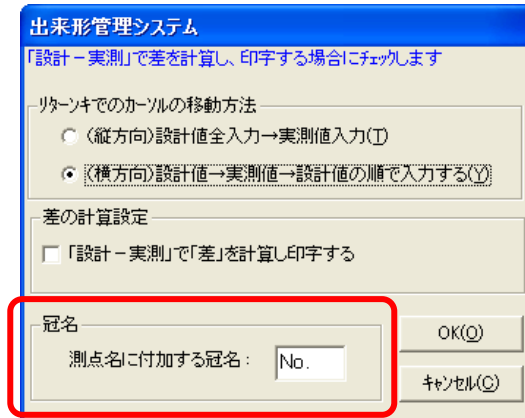 出来形管理システム
「設計－実測」で差を計算し、印字する場合にチェックします
リターンキでのカーソルの移動方法
(縦方向)設計値全入力→実測値入力(T)
(横方向)設計値→実測値→設計値の順で入力する(Y)
差の計算設定
「設計－実測」で「差」を計算し印字する
冠名
測点名に付加する冠名： No.
OK(O)
キャンセル(C)